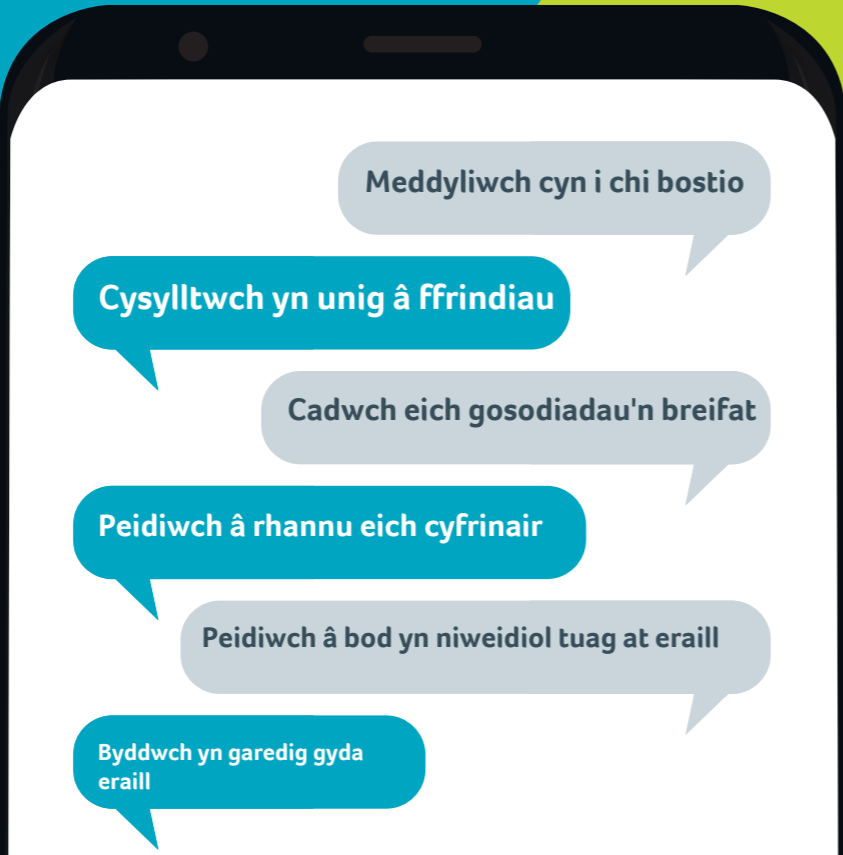 Meddyliwch cyn i chi bostio
Cysylltwch yn unig â ffrindiau
Cadwch eich gosodiadau'n breifat
Peidiwch â rhannu eich cyfrinair
Peidiwch â bod yn niweidiol tuag at eraill
Byddwch yn garedig gyda
eraill